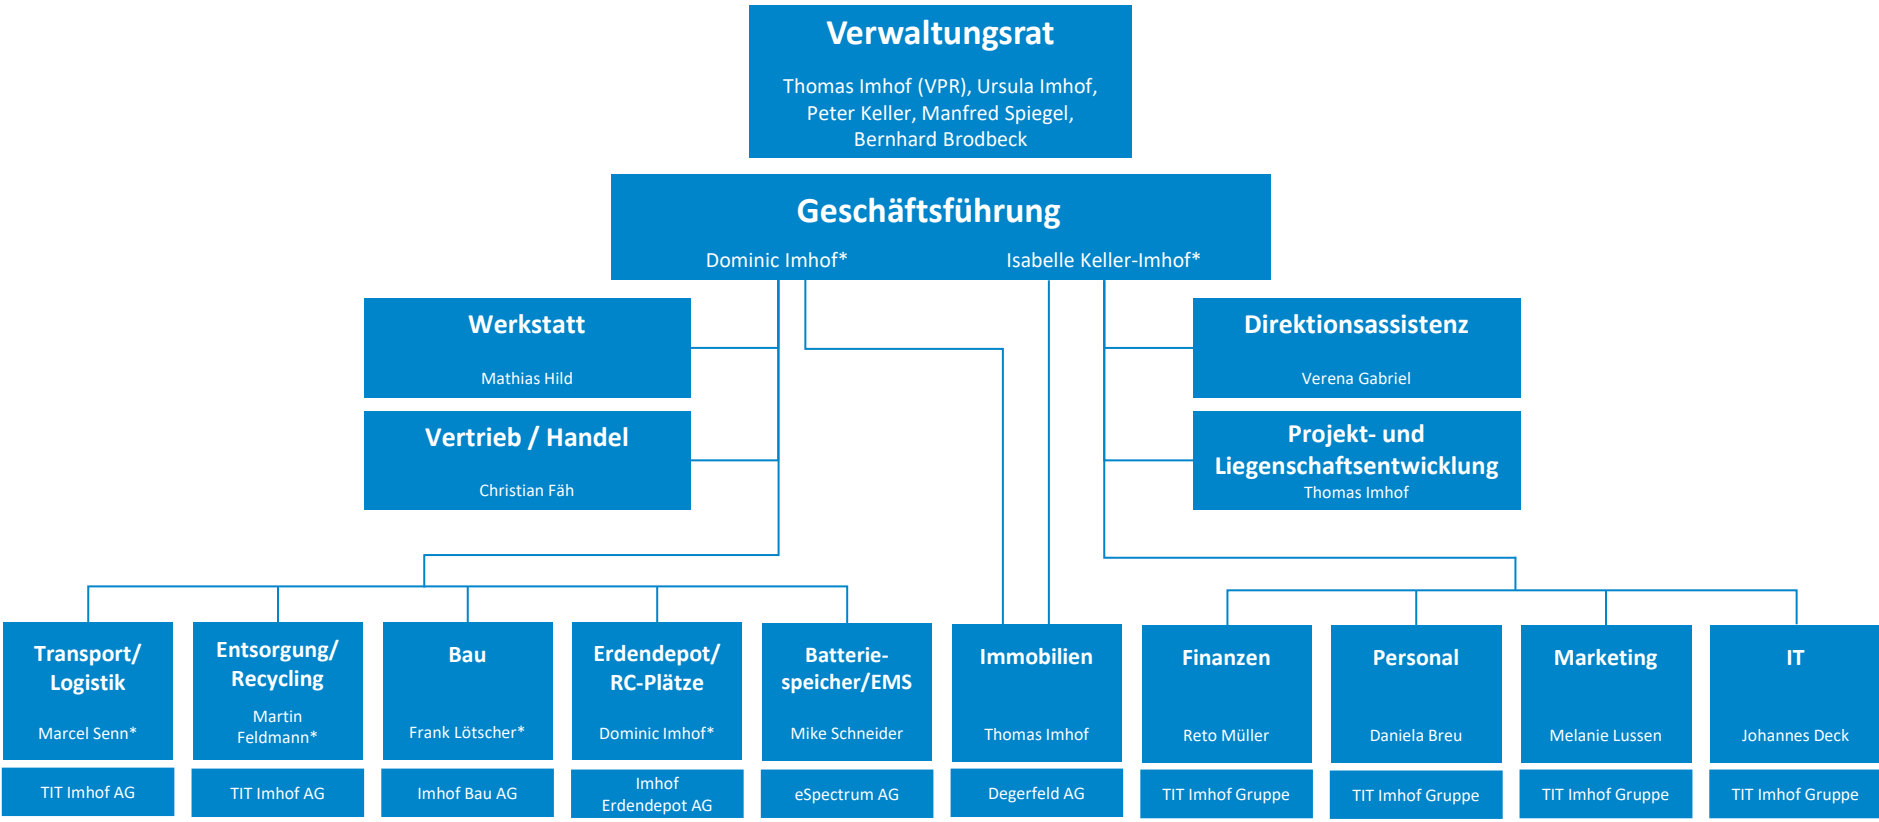 Verwaltungsrat
Thomas Imhof (VPR), Ursula Imhof,
Peter Keller, Manfred Spiegel,
Bernhard Brodbeck
Geschäftsführung
Dominic Imhof*
Isabelle Keller-Imhof*
Werkstatt
Mathias Hild
Direktionsassistenz
Verena Gabriel
Vertrieb / Handel
Christian Fäh
Projekt- und
Liegenschaftsentwicklung
Thomas Imhof
Transport/
Logistik
Marcel Senn*
TIT Imhof AG
Entsorgung/
Recycling
Martin
Feldmann*
TIT Imhof AG
Bau
Frank Lötscher*
Imhof Bau AG
Erdendepot/
RC-Plätze
Dominic Imhof*
Imhof
Erdendepot AG
Batterie-
speicher/EMS
Mike Schneider
eSpectrum AG
Immobilien
Thomas Imhof
Degerfeld AG
Finanzen
Reto Müller
TIT Imhof Gruppe
Personal
Daniela Breu
TIT Imhof Gruppe
Marketing
Melanie Lussen
TIT Imhof Gruppe
IT
Johannes Deck
TIT Imhof Gruppe